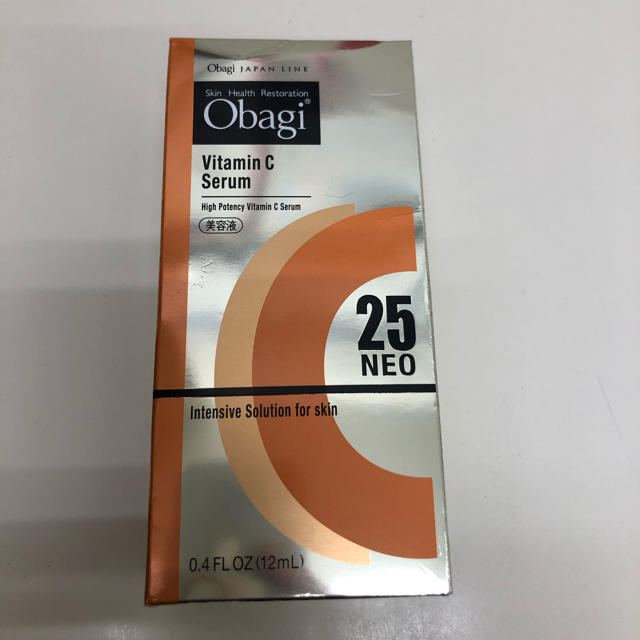 Obagi JAPAN LINE
Skin Health Restoration
Obagi®
Vitamin C
Serum
High Potency Vitamin C Serum
美容液
25
NEO
Intensive Solution for skin
0.4 FL OZ (12mL)